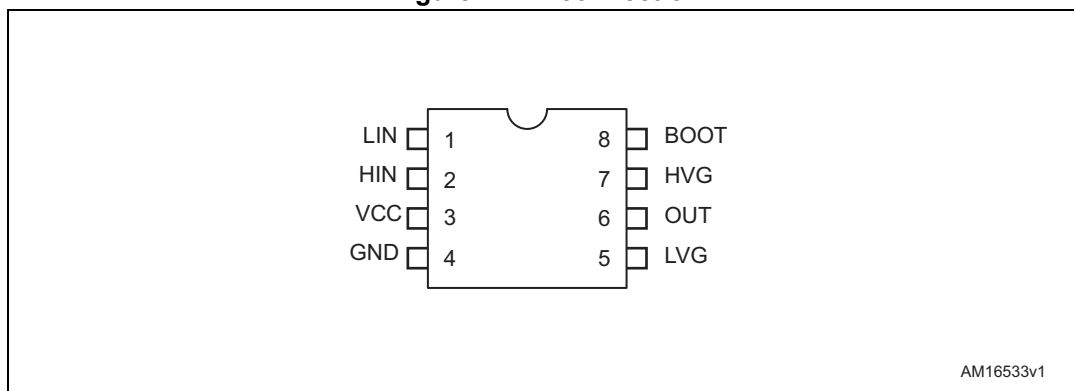 LIN 1 8 BOOT
HIN 2 7 HVG
VCC 3 6 OUT
GND 4 5 LVG
AM16533v1